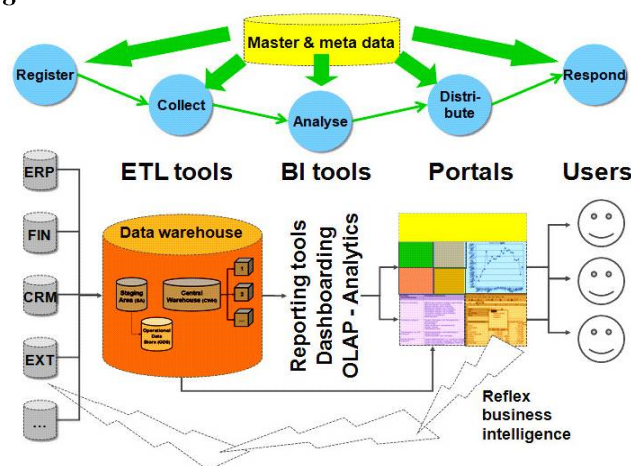 Master & meta data
Register
Collect
Analyse
Distri-
bute
Respond
ETL tools
BI tools
Portals
Users
ERP
FIN
CRM
EXT
...
Data warehouse
Staging
Area (SA)
Central
Warehouse (CWH)
Operational
Data
Store (ODS)
1
...
Reporting tools
Dashboarding
OLAP - Analytics
Reflex
business
intelligence